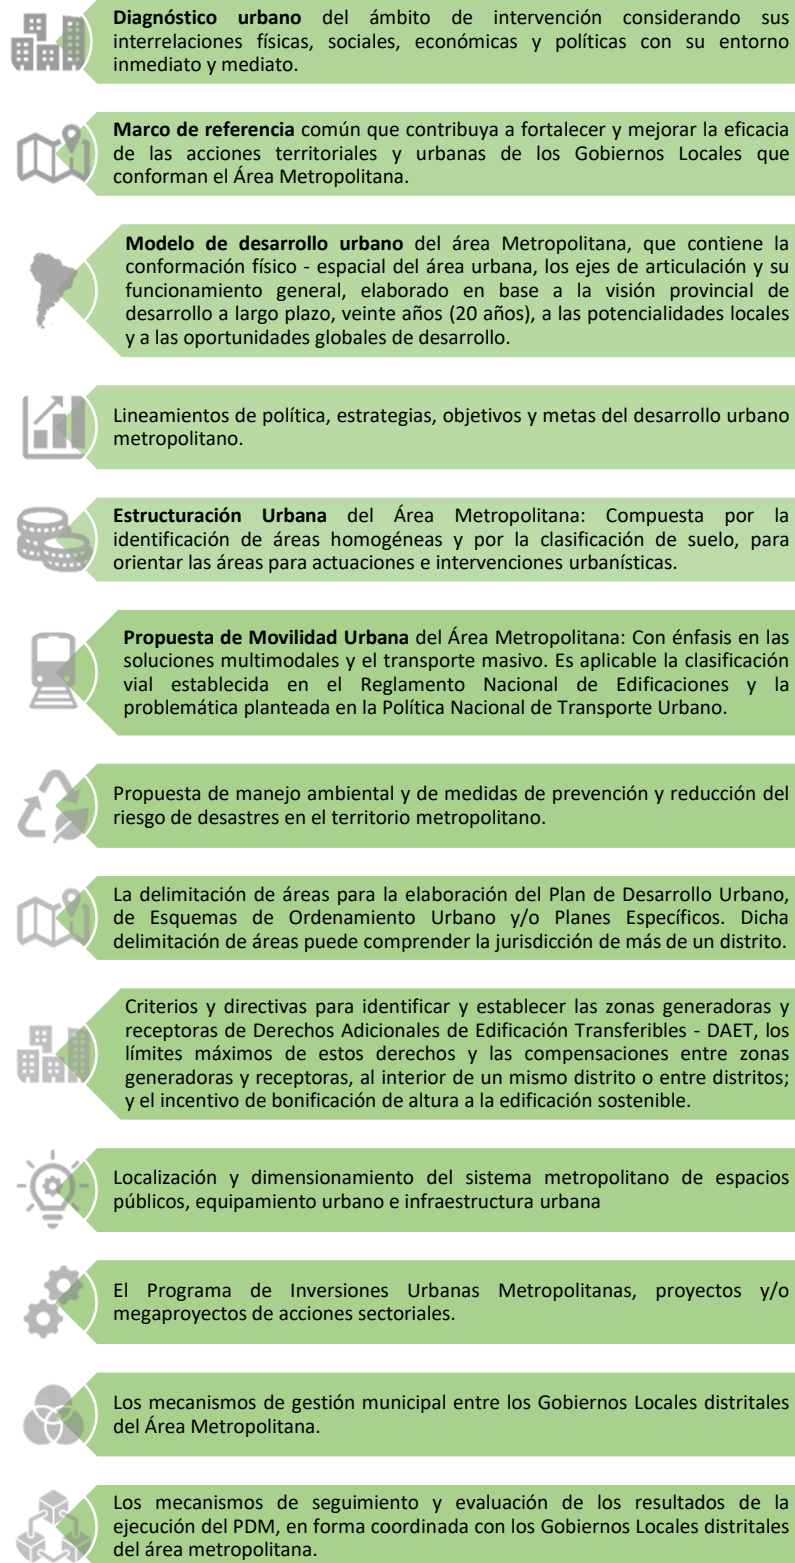 Diagnóstico urbano del ámbito de intervención considerando sus
interrelaciones físicas, sociales, económicas y políticas con su entorno
inmediato y mediato.
Marco de referencia común que contribuya a fortalecer y mejorar la eficacia
de las acciones territoriales y urbanas de los Gobiernos Locales que
conforman el Área Metropolitana.
Modelo de desarrollo urbano del área Metropolitana, que contiene la
conformación físico - espacial del área urbana, los ejes de articulación y su
funcionamiento general, elaborado en base a la visión provincial de
desarrollo a largo plazo, veinte años (20 años), a las potencialidades locales
y a las oportunidades globales de desarrollo.
Lineamientos de política, estrategias, objetivos y metas del desarrollo urbano
metropolitano.
Estructuración Urbana del Área Metropolitana: Compuesta por la
identificación de áreas homogéneas y por la clasificación de suelo, para
orientar las áreas para actuaciones e intervenciones urbanísticas.
Propuesta de Movilidad Urbana del Área Metropolitana: Con énfasis en las
soluciones multimodales y el transporte masivo. Es aplicable la clasificación
vial establecida en el Reglamento Nacional de Edificaciones y la
problemática planteada en la Política Nacional de Transporte Urbano.
Propuesta de manejo ambiental y de medidas de prevención y reducción del
riesgo de desastres en el territorio metropolitano.
La delimitación de áreas para la elaboración del Plan de Desarrollo Urbano,
de Esquemas de Ordenamiento Urbano y/o Planes Específicos. Dicha
delimitación de áreas puede comprender la jurisdicción de más de un distrito.
Criterios y directivas para identificar y establecer las zonas generadoras y
receptoras de Derechos Adicionales de Edificación Transferibles - DAET, los
límites máximos de estos derechos y las compensaciones entre zonas
generadoras y receptoras, al interior de un mismo distrito o entre distritos;
y el incentivo de bonificación de altura a la edificación sostenible.
Localización y dimensionamiento del sistema metropolitano de espacios
públicos, equipamiento urbano e infraestructura urbana
El Programa de Inversiones Urbanas Metropolitanas, proyectos y/o
megaproyectos de acciones sectoriales.
Los mecanismos de gestión municipal entre los Gobiernos Locales distritales
del Área Metropolitana.
Los mecanismos de seguimiento y evaluación de los resultados de la
ejecución del PDM, en forma coordinada con los Gobiernos Locales distritales
del área metropolitana.